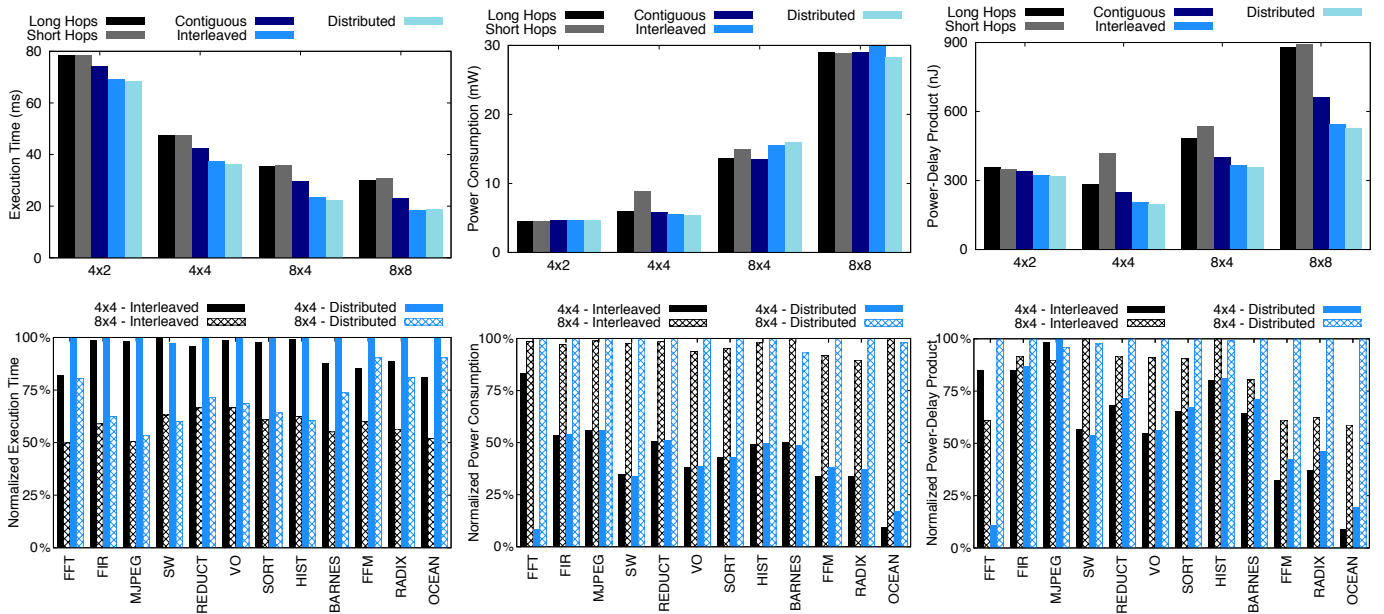 Long Hops
Short Hops
Contiguous
Interleaved
Distributed
Execution Time (ms)
80
60
40
20
0
4x2
4x4
8x4
8x8
Long Hops
Short Hops
Contiguous
Interleaved
Distributed
Power Consumption (mW)
30
20
10
0
4x2
4x4
8x4
8x8
Long Hops
Short Hops
Contiguous
Interleaved
Distributed
Power-Delay Product (nJ)
900
600
300
0
4x2
4x4
8x4
8x8
4x4 - Interleaved
8x4 - Interleaved
4x4 - Distributed
8x4 - Distributed
Normalized Execution Time
100%
75%
50%
25%
0%
FFT
FIR
MJPEG
SW
REDUCT
VO
SORT
HIST
BARNES
FFM
RADIX
OCEAN
4x4 - Interleaved
8x4 - Interleaved
4x4 - Distributed
8x4 - Distributed
Normalized Power Consumption
100%
75%
50%
25%
0%
FFT
FIR
MJPEG
SW
REDUCT
VO
SORT
HIST
BARNES
FFM
RADIX
OCEAN
4x4 - Interleaved
8x4 - Interleaved
4x4 - Distributed
8x4 - Distributed
Normalized Power-Delay Product
100%
75%
50%
25%
0%
FFT
FIR
MJPEG
SW
REDUCT
VO
SORT
HIST
BARNES
FFM
RADIX
OCEAN